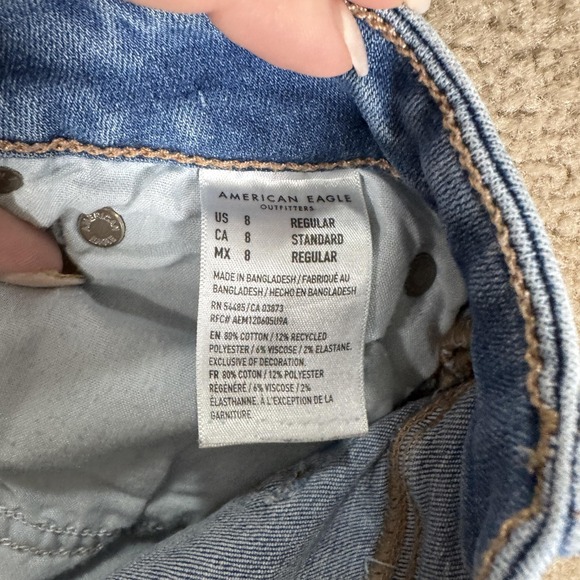 AMERICAN EAGLE
OUTFITTERS
US 8 REGULAR
CA 8 STANDARD
MX 8 REGULAR
MADE IN BANGLADESH / FABRIQUÉ AU
BANGLADESH / HECHO EN BANGLADESH
RN 54485/CA 03873
RFC# AEM120605U9A
EN 80% COTTON / 12% RECYCLED
POLYESTER / 6% VISCOSE / 2% ELASTANE.
EXCLUSIVE OF DECORATION.
FR 80% COTON / 12% POLYESTER
RÉGÉNÉRÉ / 6% VISCOSE / 2%
ÉLASTHANNE. À L'EXCEPTION DE LA
GARNITURE.
AMERICAN